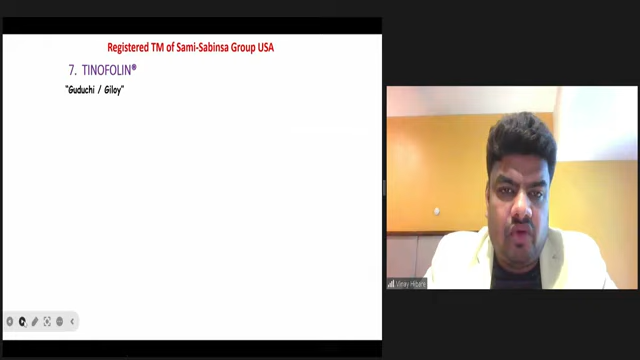 Registered TM of Sami-Sabinsa Group USA
7. TINOFOLIN®
"Guduchi / Giloy"
Vinay Hibare